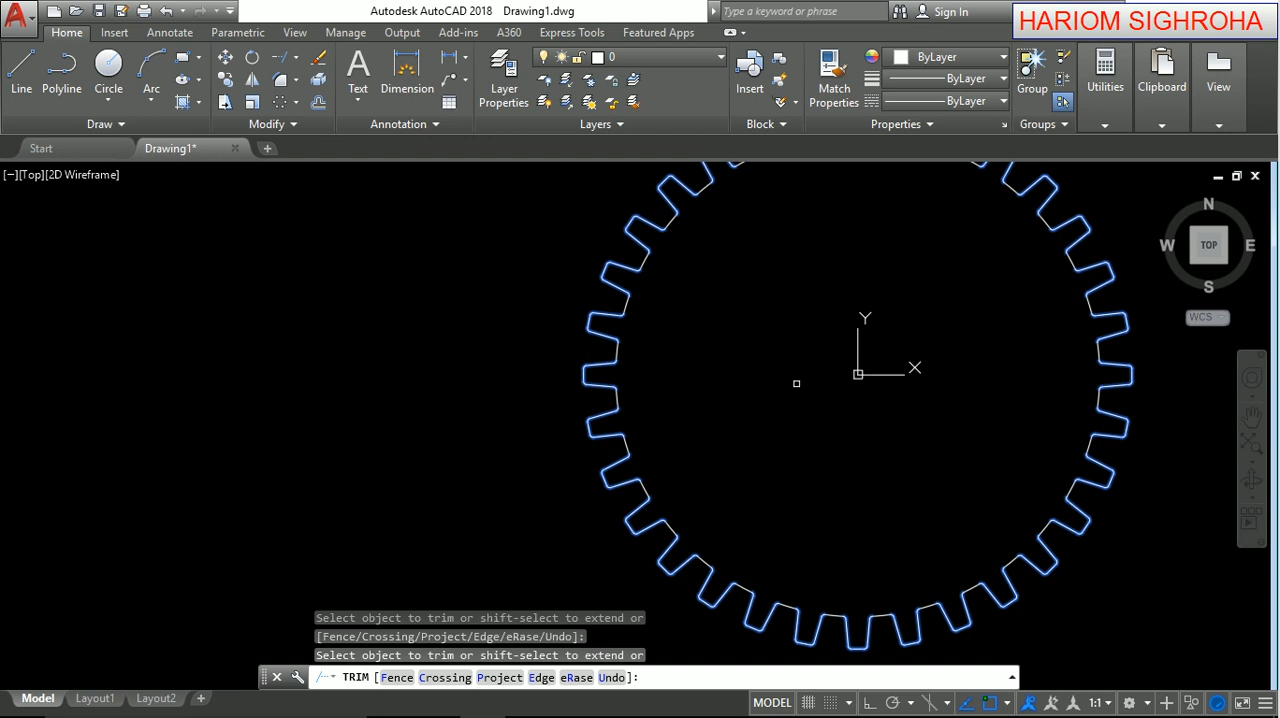 Autodesk AutoCAD 2018 Drawing1.dwg
Type a keyword or phrase
Sign In
HARIOM SIGHROHA
Home Insert Annotate Parametric View Manage Output Add-ins A360 Express Tools Featured Apps
0
ByLayer
ByLayer
ByLayer
Line Polyline Circle Arc
Text Dimension
Layer
Properties
Insert
Match
Properties
Group
Utilities
Clipboard
View
Draw
Modify
Annotation
Layers
Block
Properties
Groups
Start
Drawing1*
[−][Top][2D Wireframe]
N
W TOP E
S
WCS
Y
X
Select object to trim or shift-select to extend or
[Fence/Crossing/Project/Edge/eRase/Undo]:
Select object to trim or shift-select to extend or
TRIM [Fence Crossing Project Edge eRase Undo]:
Model Layout1 Layout2
MODEL
1:1